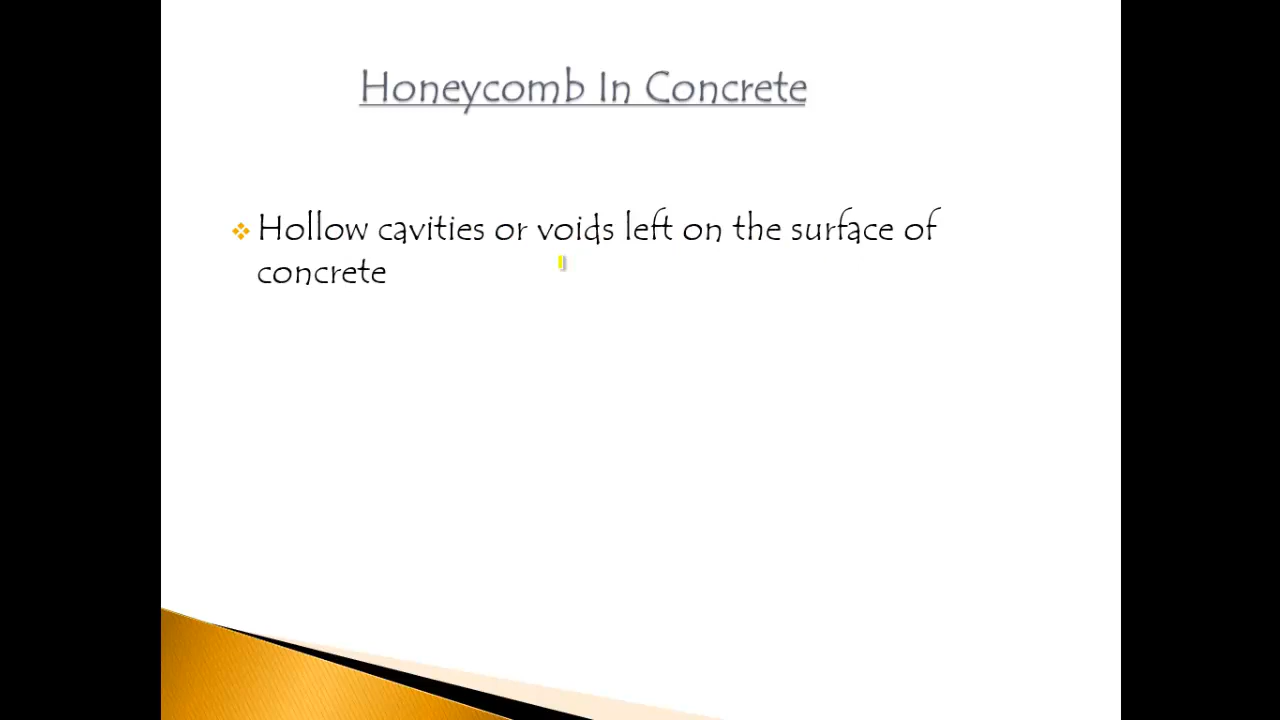 Honeycomb In Concrete
Hollow cavities or voids left on the surface of
concrete